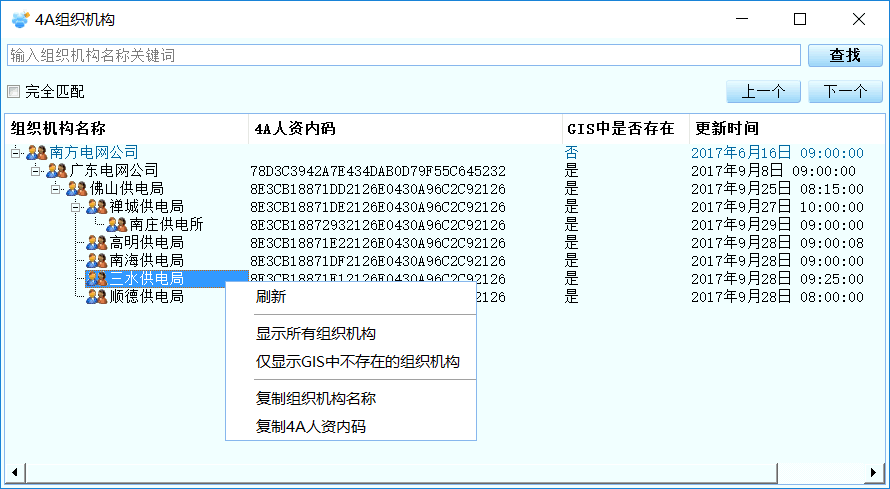 4A组织机构
输入组织机构名称关键词 查找
完全匹配 上一个 下一个
组织机构名称 4A人资内码 GIS中是否存在 更新时间
南方电网公司 否 2017年6月16日 09:00:00
广东电网公司 78D3C3942A7E434DAB0D79F55C645232 是 2017年9月8日 09:00:00
佛山供电局 8E3CB18871DD2126E0430A96C2C92126 是 2017年9月25日 08:15:00
禅城供电局 8E3CB18871DE2126E0430A96C2C92126 是 2017年9月27日 10:00:00
南庄供电所 8E3CB18872932126E0430A96C2C92126 是 2017年9月29日 09:00:00
高明供电局 8E3CB18871E22126E0430A96C2C92126 是 2017年9月28日 09:00:08
南海供电局 8E3CB18871DF2126E0430A96C2C92126 是 2017年9月28日 09:00:00
三水供电局 8E3CB18871E12126E0430A96C2C92126 是 2017年9月28日 09:25:00
顺德供电局 126 是 2017年9月28日 08:00:00
刷新
显示所有组织机构
仅显示GIS中不存在的组织机构
复制组织机构名称
复制4A人资内码